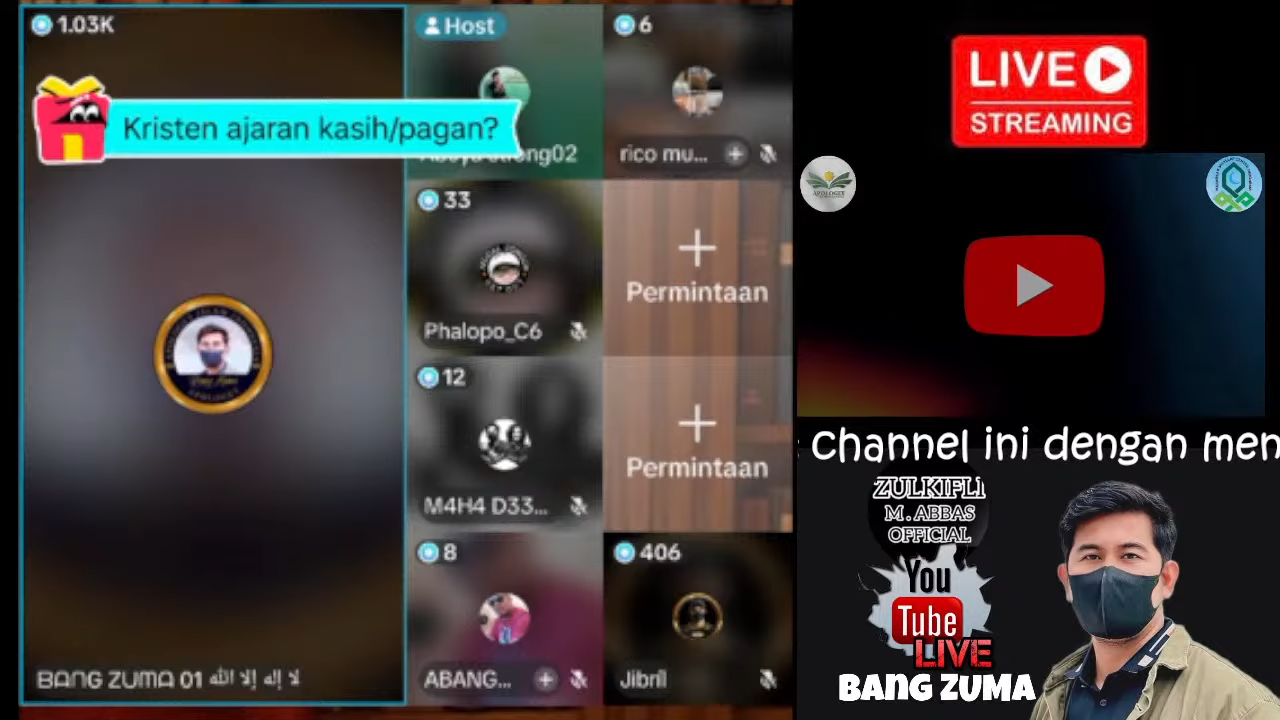 1.03K
Host
6
Kristen ajaran kasih/pagan?
rico mu...
33
Permintaan
Phalopo_C6
12
Permintaan
M4H4 D33...
8
406
ABANG...
Jibril
BANG ZUMA 01 لا إله إلا الله
LIVE
STREAMING
Channel ini dengan men
ZULKIFLI
M. ABBAS
OFFICIAL
You
Tube
LIVE
BANG ZUMA